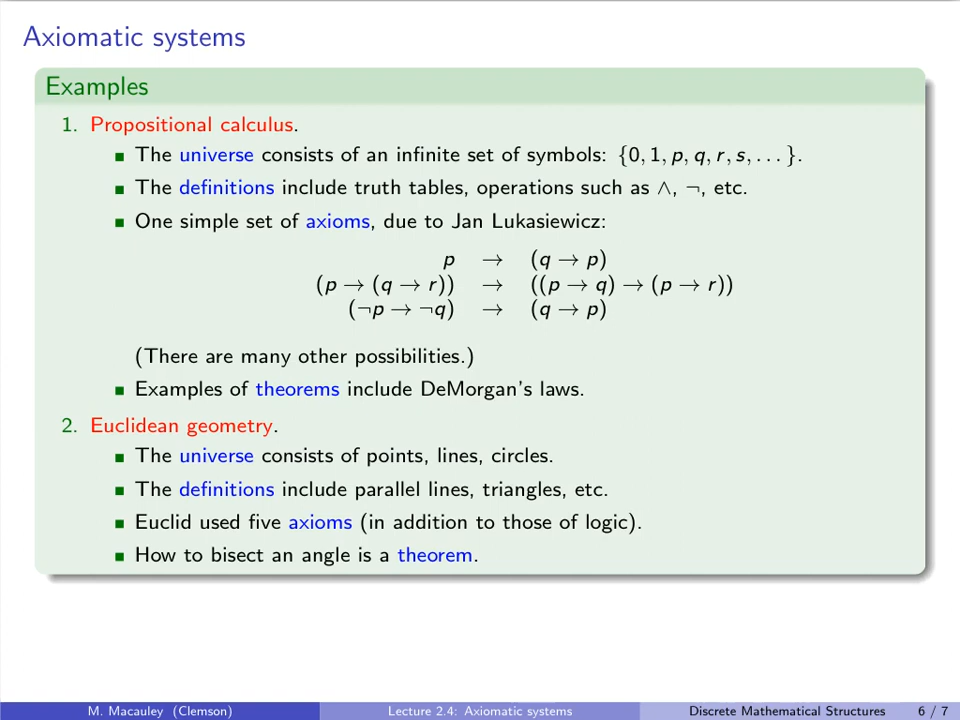 Axiomatic systems
Examples
1. Propositional calculus.
■ The universe consists of an infinite set of symbols: {0, 1, p, q, r, s, . . . }.
■ The definitions include truth tables, operations such as ∧, ¬, etc.
■ One simple set of axioms, due to Jan Lukasiewicz:
p → (q → p)
(p → (q → r)) → ((p → q) → (p → r))
(¬p → ¬q) → (q → p)
(There are many other possibilities.)
■ Examples of theorems include DeMorgan's laws.
2. Euclidean geometry.
■ The universe consists of points, lines, circles.
■ The definitions include parallel lines, triangles, etc.
■ Euclid used five axioms (in addition to those of logic).
■ How to bisect an angle is a theorem.
M. Macauley (Clemson) Lecture 2.4: Axiomatic systems Discrete Mathematical Structures 6 / 7